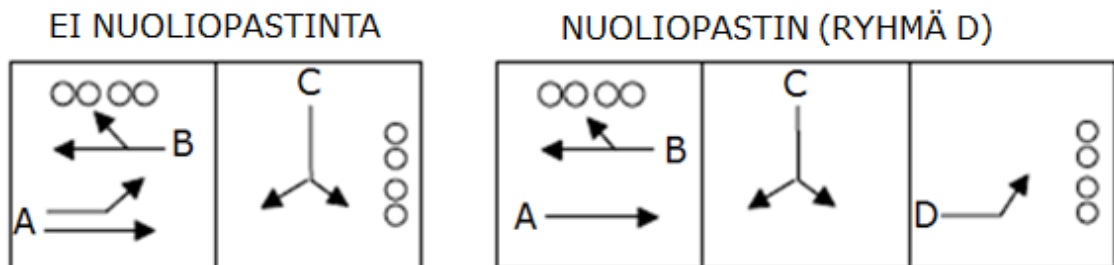 EI NUOLIOPASTINTA
NUOLIOPASTIN (RYHMÄ D)
C
B
A
C
B
A
D